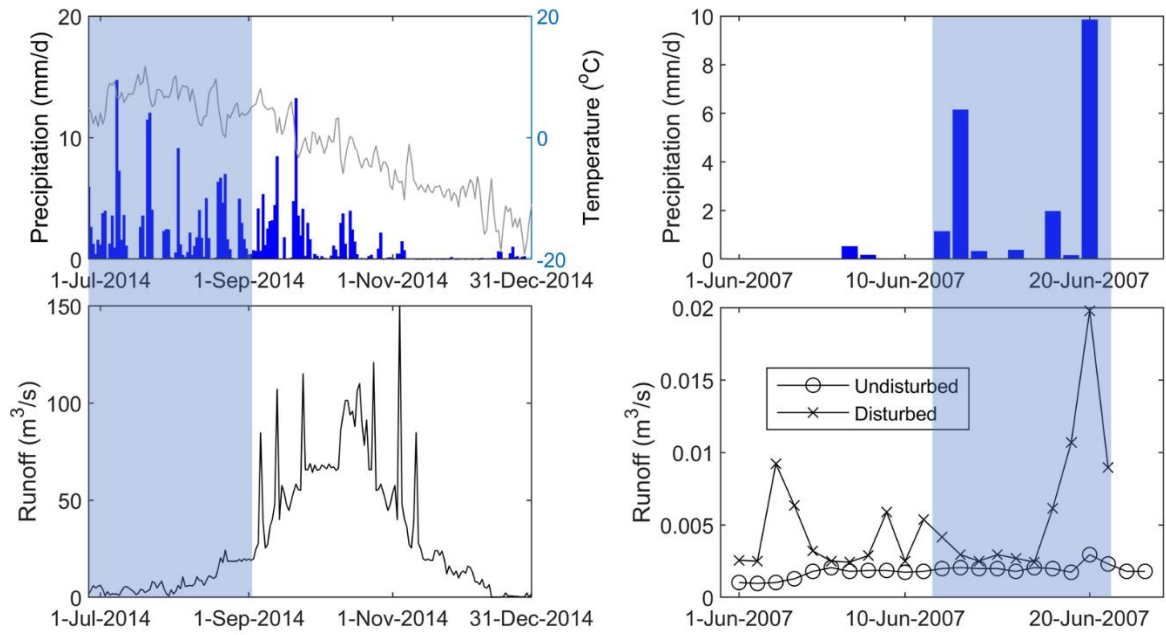 20
15
10
5
0
Precipitation (mm/d)
20
0
-20
Temperature (°C)
1-Jul-2014 1-Sep-2014 1-Nov-2014 31-Dec-2014
10
8
6
4
2
0
Precipitation (mm/d)
1-Jun-2007 10-Jun-2007 20-Jun-2007
150
100
50
0
Runoff (m³/s)
1-Jul-2014 1-Sep-2014 1-Nov-2014 31-Dec-2014
0.02
0.015
0.01
0.005
0
Runoff (m³/s)
Undisturbed
Disturbed
1-Jun-2007 10-Jun-2007 20-Jun-2007